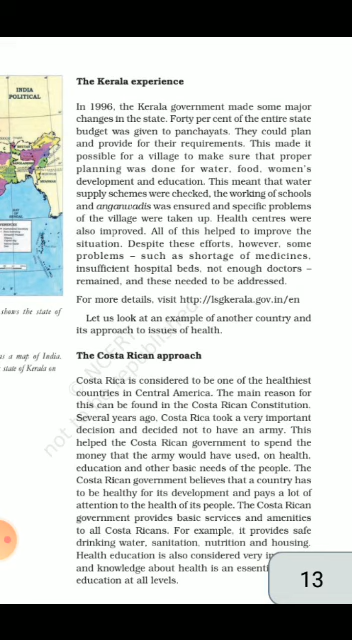 INDIA
POLITICAL
The Kerala experience
In 1996, the Kerala government made some major
changes in the state. Forty per cent of the entire state
budget was given to panchayats. They could plan
and provide for their requirements. This made it
possible for a village to make sure that proper
planning was done for water, food, women's
development and education. This meant that water
supply schemes were checked, the working of schools
and anganwadis was ensured and specific problems
of the village were taken up. Health centres were
also improved. All of this helped to improve the
situation. Despite these efforts, however, some
problems – such as shortage of medicines,
insufficient hospital beds, not enough doctors –
remained, and these needed to be addressed.
For more details, visit http://lsgkerala.gov.in/en
Let us look at an example of another country and
its approach to issues of health.
shows the state of
as a map of India.
state of Kerala on
The Costa Rican approach
Costa Rica is considered to be one of the healthiest
countries in Central America. The main reason for
this can be found in the Costa Rican Constitution.
Several years ago, Costa Rica took a very important
decision and decided not to have an army. This
helped the Costa Rican government to spend the
money that the army would have used, on health,
education and other basic needs of the people. The
Costa Rican government believes that a country has
to be healthy for its development and pays a lot of
attention to the health of its people. The Costa Rican
government provides basic services and amenities
to all Costa Ricans. For example, it provides safe
drinking water, sanitation, nutrition and housing.
Health education is also considered very
and knowledge about health is an
education at all levels.
13